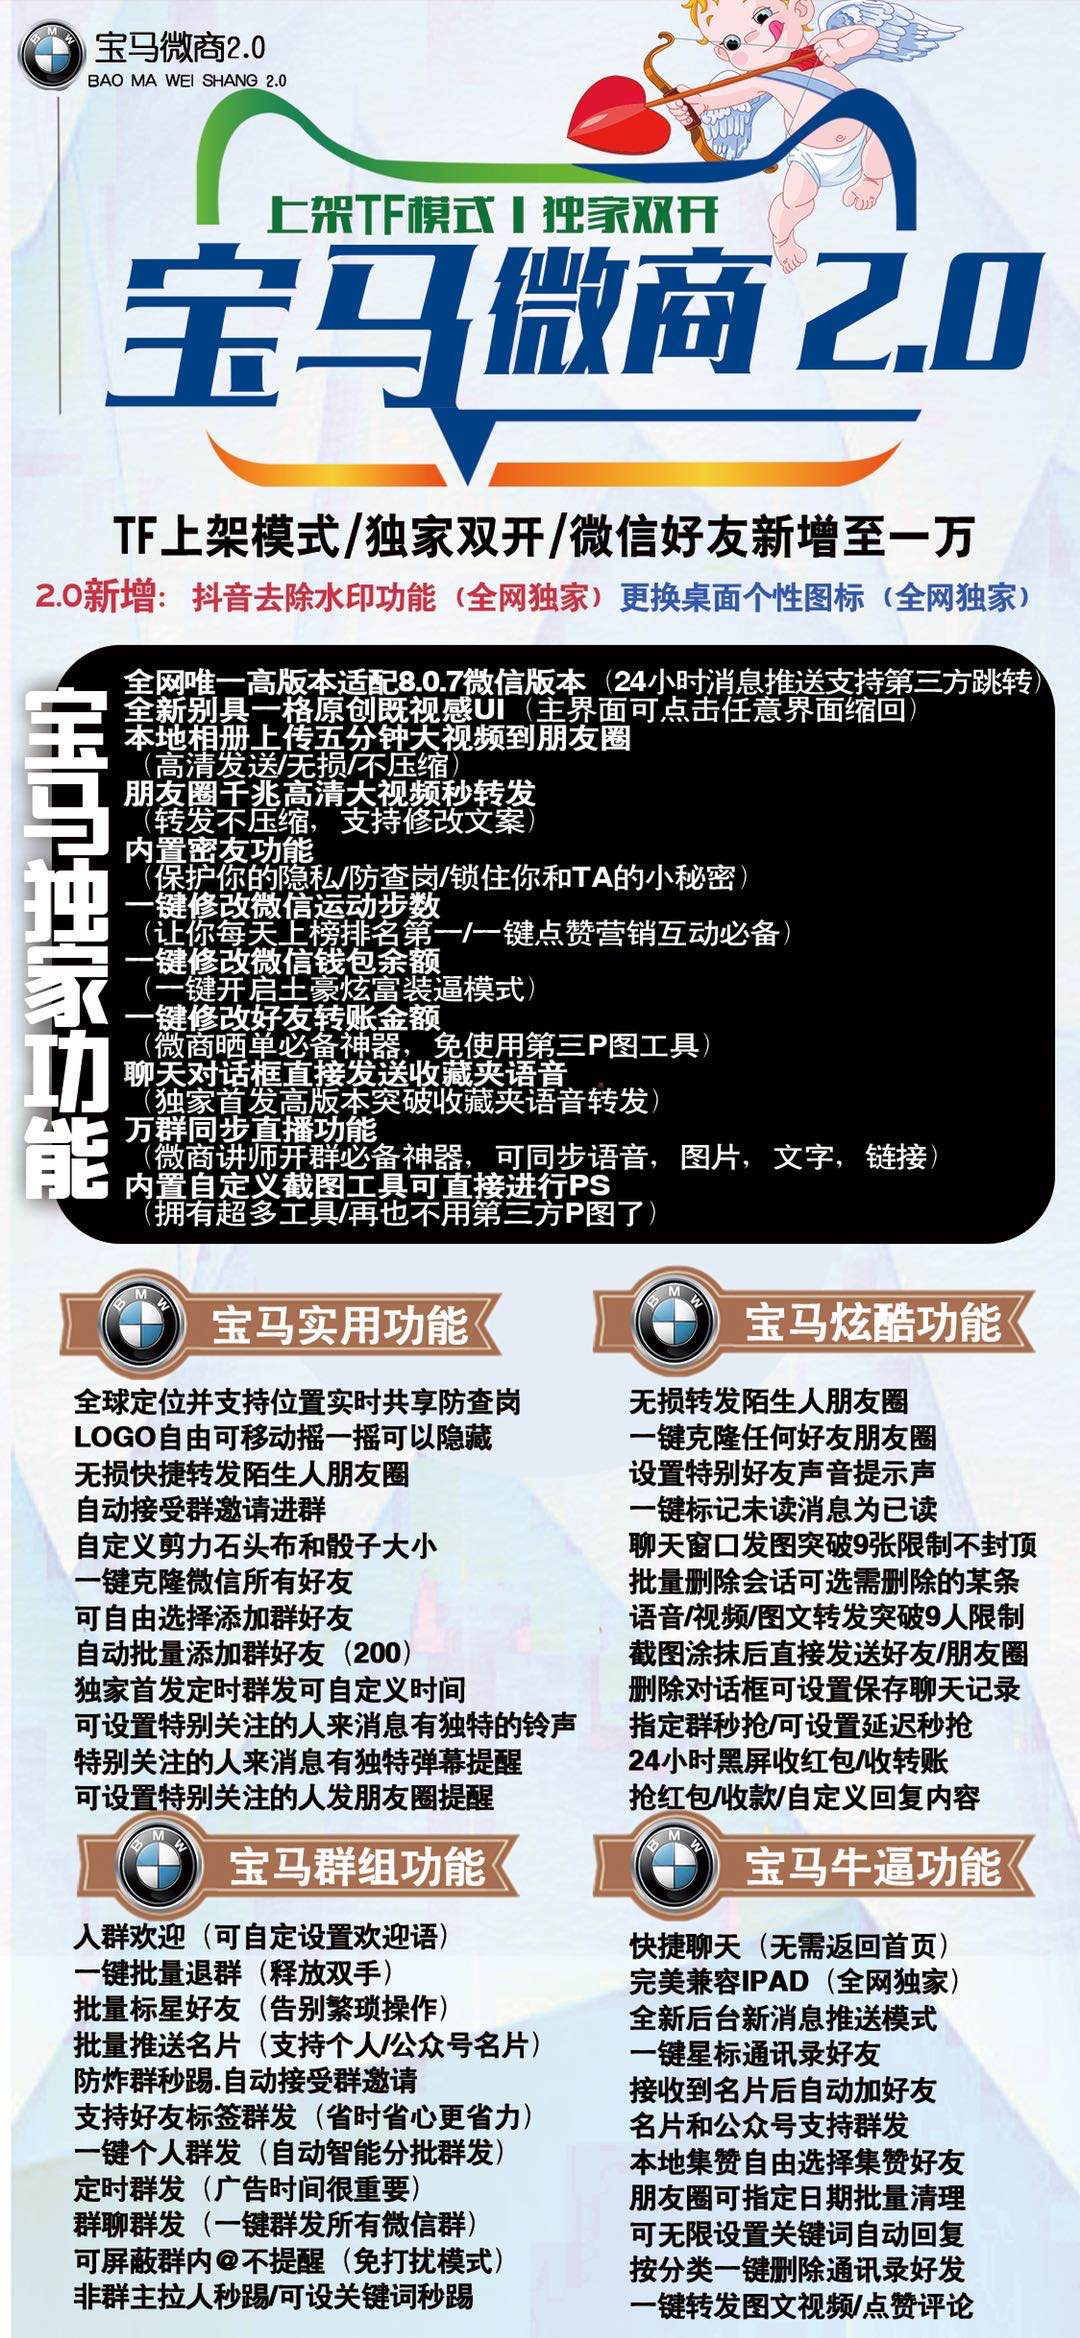 BMW
宝马微商2.0
BAO MA WEI SHANG 2.0
上架TF模式 | 独家双开
宝马微商 2.0
TF上架模式/独家双开/微信好友新增至一万
2.0新增: 抖音去除水印功能（全网独家）更换桌面个性图标（全网独家）
宝马独家功能
全网唯一高版本适配8.0.7微信版本（24小时消息推送支持第三方跳转）
全新别具一格原创既视感UI（主界面可点击任意界面缩回）
本地相册上传五分钟大视频到朋友圈
（高清发送/无损/不压缩）
朋友圈千兆高清大视频秒转发
（转发不压缩，支持修改文案）
内置密友功能
（保护你的隐私/防查岗/锁住你和TA的小秘密）
一键修改微信运动步数
（让你每天上榜排名第一/一键点赞营销互动必备）
一键修改微信钱包余额
（一键开启土豪炫富装逼模式）
一键修改好友转账金额
（微商晒单必备神器，免使用第三P图工具）
聊天对话框直接发送收藏夹语音
（独家首发高版本突破收藏夹语音转发）
万群同步直播功能
（微商讲师开群必备神器，可同步语音，图片，文字，链接）
内置自定义截图工具可直接进行PS
（拥有超多工具/再也不用第三方P图了）
BMW
宝马实用功能
全球定位并支持位置实时共享防查岗
LOGO自由可移动摇一摇可以隐藏
无损快捷转发陌生人朋友圈
自动接受群邀请进群
自定义剪刀石头布和骰子大小
一键克隆微信所有好友
可自由选择添加群好友
自动批量添加群好友（200）
独家首发定时群发可自定义时间
可设置特别关注的人来消息有独特的铃声
特别关注的人来消息有独特弹幕提醒
可设置特别关注的人发朋友圈提醒
BMW
宝马炫酷功能
无损转发陌生人朋友圈
一键克隆任何好友朋友圈
设置特别好友声音提示声
一键标记未读消息为已读
聊天窗口发图突破9张限制不封顶
批量删除会话可选需删除的某条
语音/视频/图文转发突破9人限制
截图涂抹后直接发送好友/朋友圈
删除对话框可设置保存聊天记录
指定群秒抢/可设置延迟秒抢
24小时黑屏收红包/收转账
抢红包/收款/自定义回复内容
BMW
宝马群组功能
人群欢迎（可自定设置欢迎语）
一键批量退群（释放双手）
批量标星好友（告别繁琐操作）
批量推送名片（支持个人/公众号名片）
防炸群秒踢.自动接受群邀请
支持好友标签群发（省时省心更省力）
一键个人群发（自动智能分批群发）
定时群发（广告时间很重要）
群聊群发（一键群发所有微信群）
可屏蔽群内@不提醒（免打扰模式）
非群主拉人秒踢/可设关键词秒踢
BMW
宝马牛逼功能
快捷聊天（无需返回首页）
完美兼容IPAD（全网独家）
全新后台新消息推送模式
一键星标通讯录好友
接收到名片后自动加好友
名片和公众号支持群发
本地集赞自由选择集赞好友
朋友圈可指定日期批量清理
可无限设置关键词自动回复
按分类一键删除通讯录好发
一键转发图文视频/点赞评论